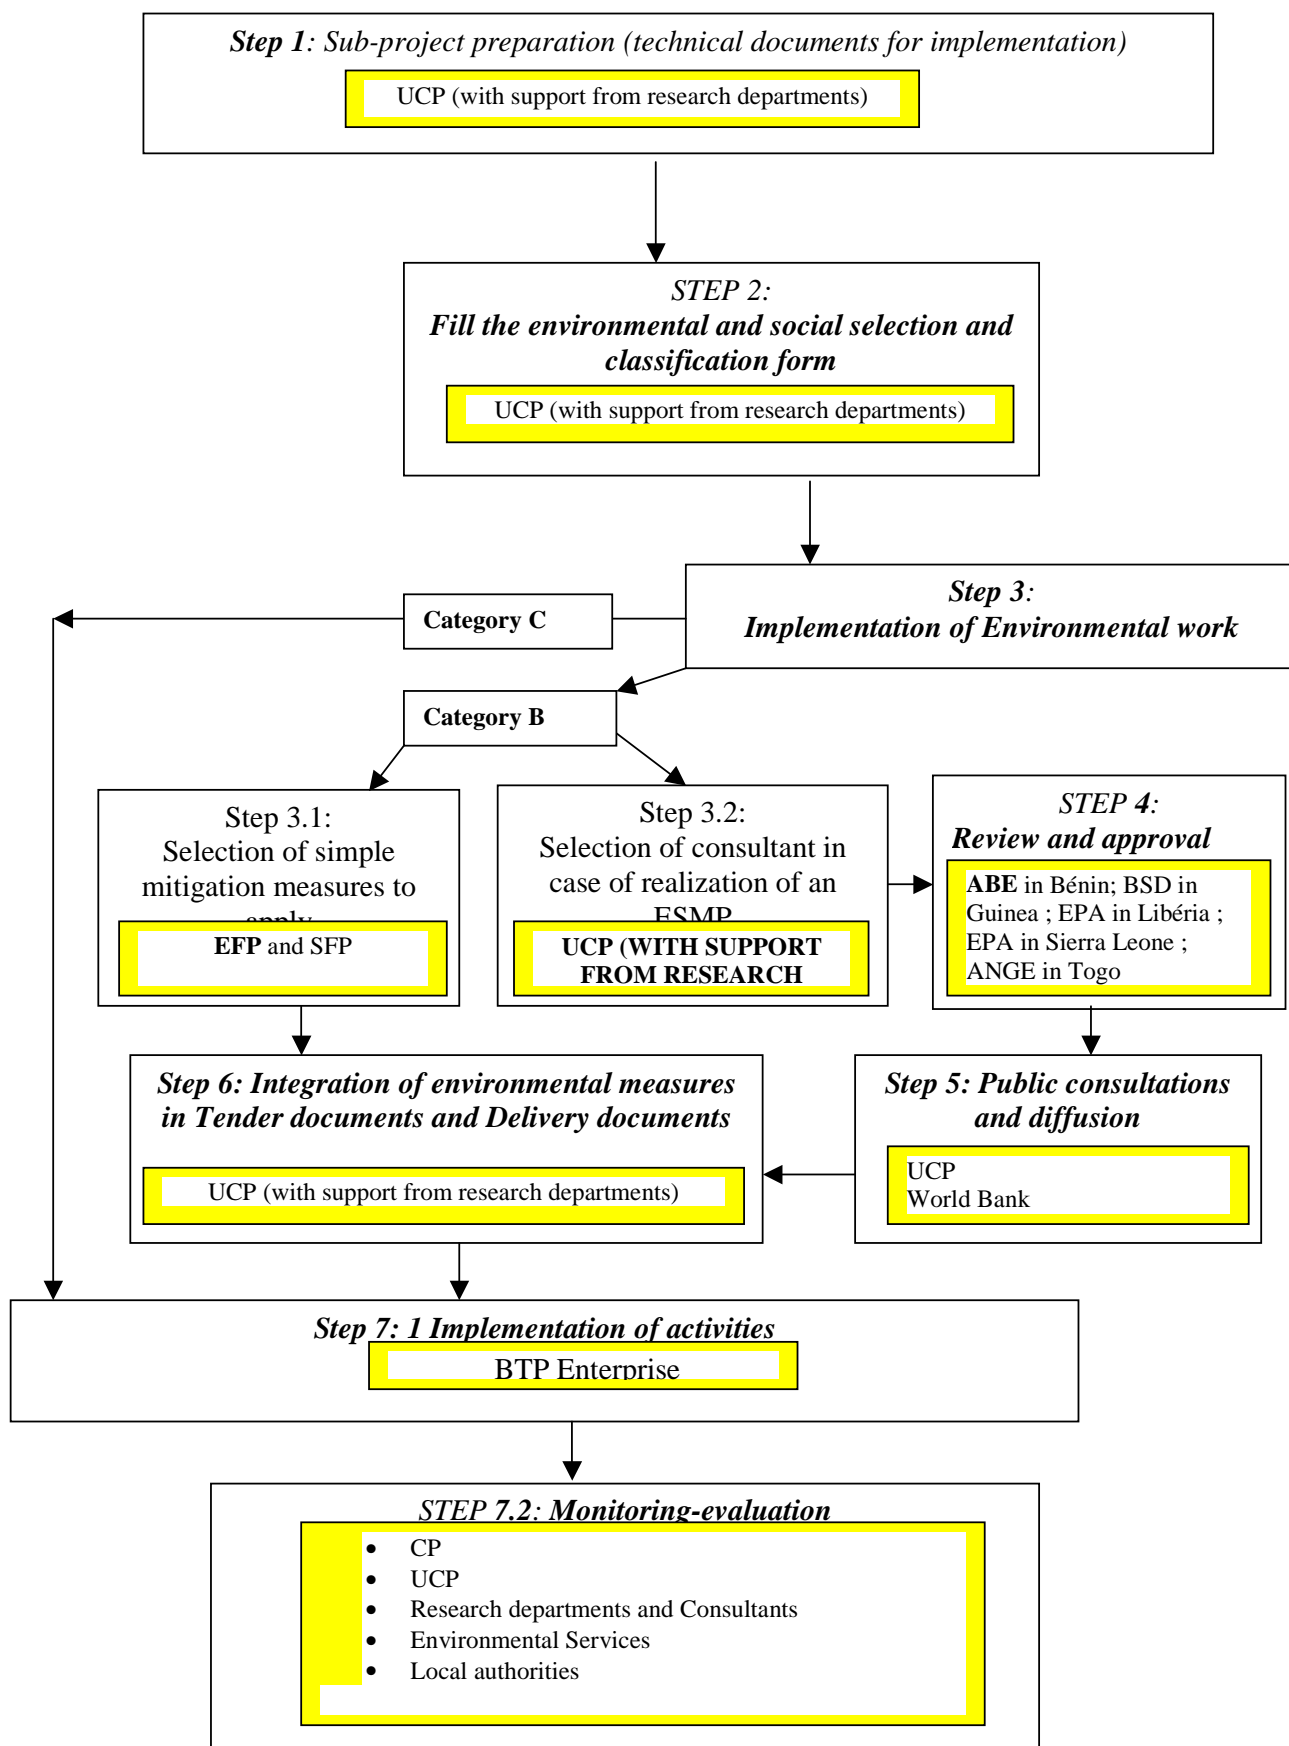 Step 1: Sub-project preparation (technical documents for implementation)
UCP (with support from research departments)
STEP 2:
Fill the environmental and social selection and
classification form
UCP (with support from research departments)
Step 3:
Implementation of Environmental work
Category C
Category B
Step 3.1:
Selection of simple
mitigation measures to
apply
EFP and SFP
Step 3.2:
Selection of consultant in
case of realization of an
ESMP
UCP (WITH SUPPORT
FROM RESEARCH
STEP 4:
Review and approval
ABE in Bénin; BSD in
Guinea ; EPA in Libéria ;
EPA in Sierra Leone ;
ANGE in Togo
Step 6: Integration of environmental measures
in Tender documents and Delivery documents
UCP (with support from research departments)
Step 5: Public consultations
and diffusion
UCP
World Bank
Step 7: 1 Implementation of activities
BTP Enterprise
STEP 7.2: Monitoring-evaluation
• CP
• UCP
• Research departments and Consultants
• Environmental Services
• Local authorities